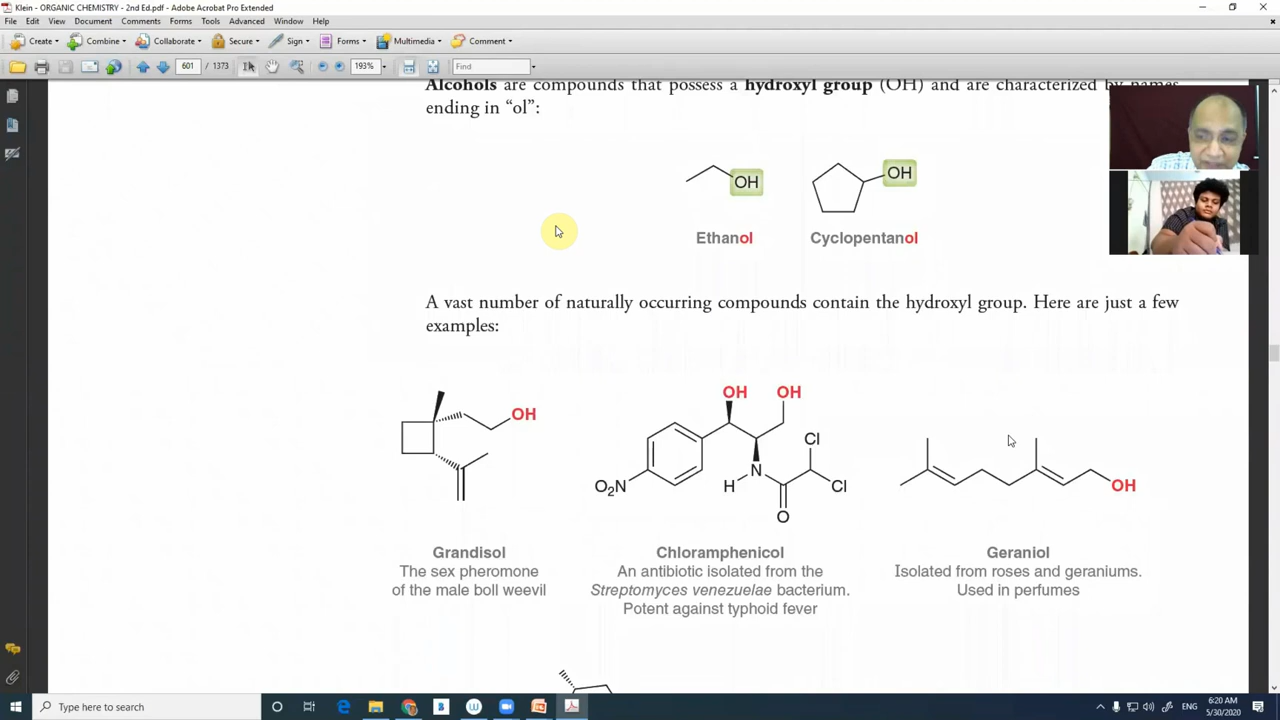 Klein - ORGANIC CHEMISTRY - 2nd Ed.pdf - Adobe Acrobat Pro Extended
File Edit View Document Comments Forms Tools Advanced Window Help
Create Combine Collaborate Secure Sign Forms Multimedia Comment
601 / 1373 193% Find
Alcohols are compounds that possess a hydroxyl group (OH) and are characterized by names
ending in “ol”:
OH OH
Ethanol Cyclopentanol
A vast number of naturally occurring compounds contain the hydroxyl group. Here are just a few
examples:
OH
OH OH
Cl
O2N
H
N
Cl
O
OH
Grandisol
The sex pheromone
of the male boll weevil
Chloramphenicol
An antibiotic isolated from the
Streptomyces venezuelae bacterium.
Potent against typhoid fever
Geraniol
Isolated from roses and geraniums.
Used in perfumes
Type here to search
ENG
6:20 AM
5/30/2020